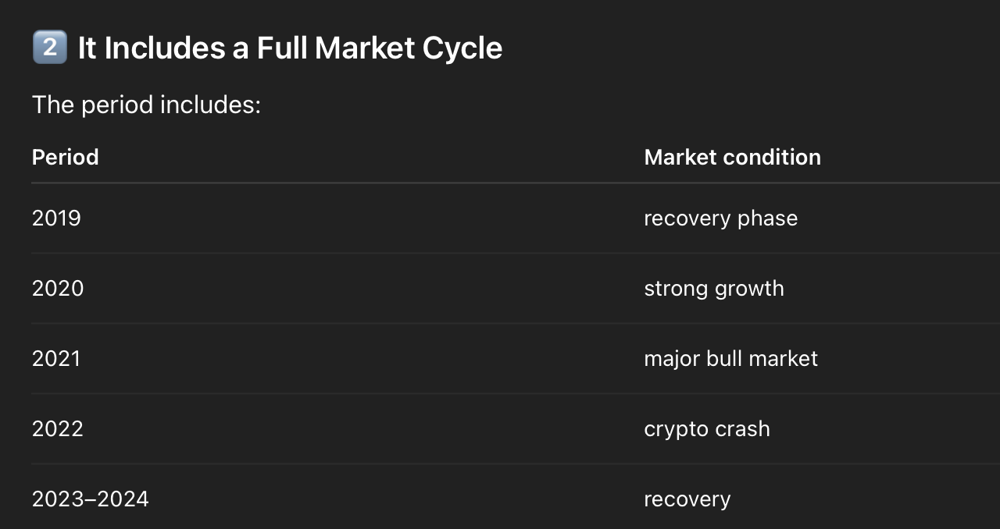 2️⃣ It Includes a Full Market Cycle
The period includes:
Period Market condition
2019 recovery phase
2020 strong growth
2021 major bull market
2022 crypto crash
2023–2024 recovery